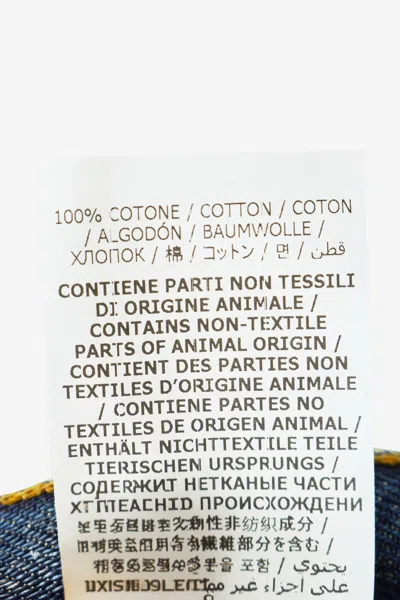 100% COTONE / COTTON / COTON
/ ALGODÓN / BAUMWOLLE /
ХЛОПОК / 棉 / コットン / 면 / قطن
CONTIENE PARTI NON TESSILI
DI ORIGINE ANIMALE /
CONTAINS NON-TEXTILE
PARTS OF ANIMAL ORIGIN /
CONTIENT DES PARTIES NON
TEXTILES D'ORIGINE ANIMALE
/ CONTIENE PARTES NO
TEXTILES DE ORIGEN ANIMAL /
ENTHÄLT NICHTTEXTILE TEILE
TIERISCHEN URSPRUNGS /
СОДЕРЖИТ НЕТКАНЫЕ ЧАСТИ
ПРОИСХОЖДЕНИ
性非纺织成分 /
繊維部分を含む /
포함 / يحتوي
على اجزاء غير